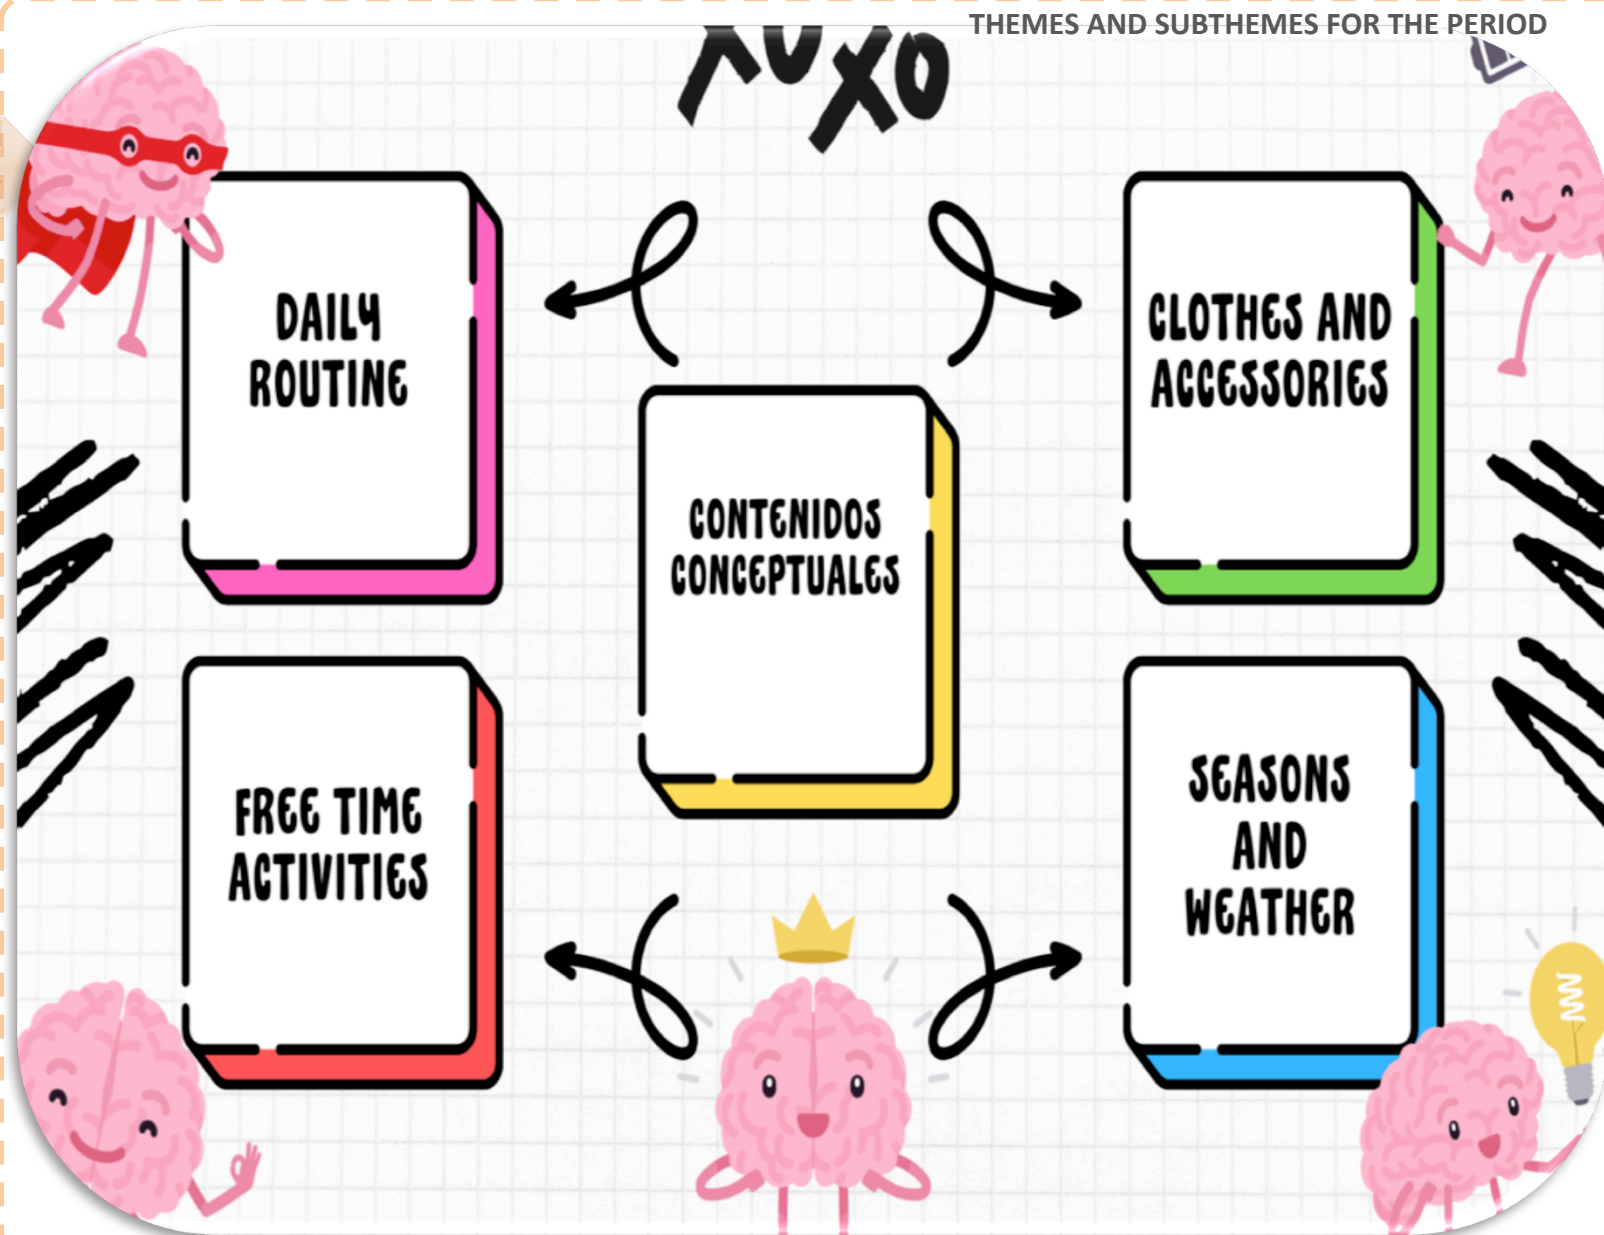 THEMES AND SUBTHEMES FOR THE PERIOD
XOXO
DAILY
ROUTINE
CLOTHES AND
ACCESSORIES
CONTENIDOS
CONCEPTUALES
FREE TIME
ACTIVITIES
SEASONS
AND
WEATHER